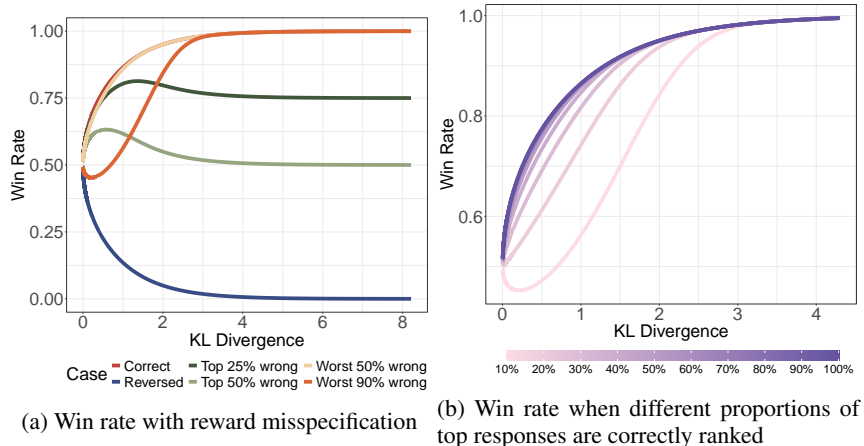 1.00
0.75
0.50
0.25
0.00
Win Rate
0 2 4 6 8
KL Divergence
Case Correct Top 25% wrong Worst 50% wrong
Reversed Top 50% wrong Worst 90% wrong
(a) Win rate with reward misspecification
1.0
0.8
0.6
Win Rate
0 1 2 3 4
KL Divergence
10% 20% 30% 40% 50% 60% 70% 80% 90% 100%
(b) Win rate when different proportions of
top responses are correctly ranked